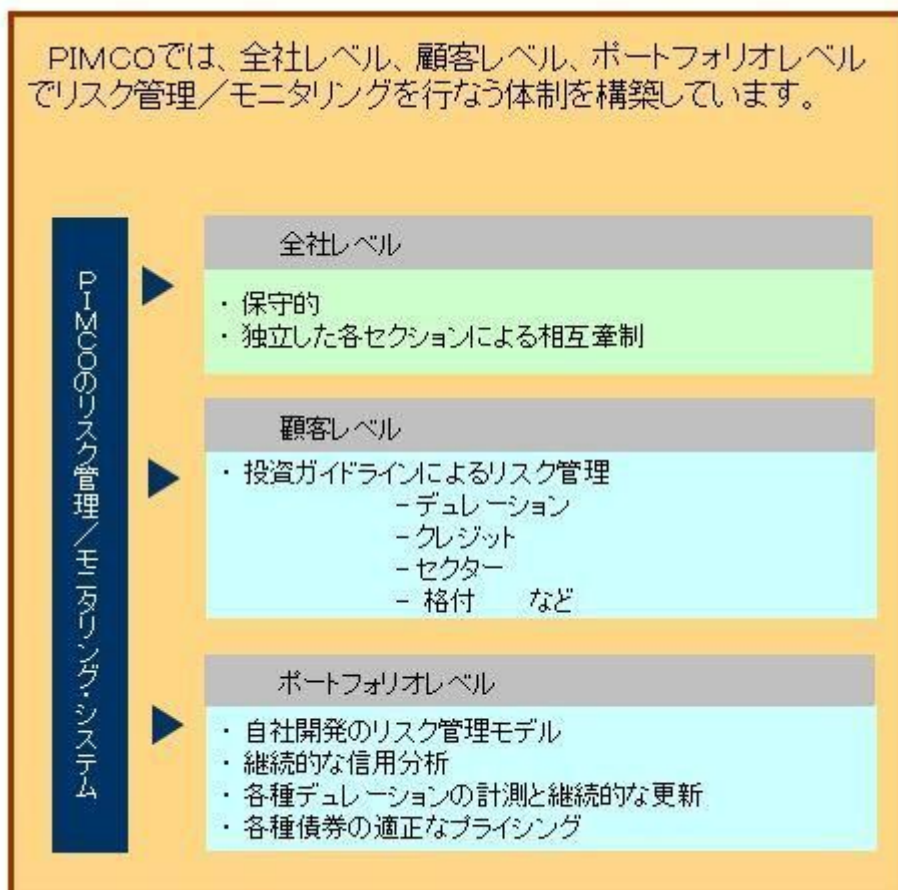 PIMCOでは、全社レベル、顧客レベル、ポートフォリオレベル
でリスク管理／モニタリングを行なう体制を構築しています。
PIMCOのリスク管理／モニタリング・システム
全社レベル
・ 保守的
・ 独立した各セクションによる相互牽制
顧客レベル
・ 投資ガイドラインによるリスク管理
－デュレーション
－クレジット
－セクター
－ 格付　など
ポートフォリオレベル
・ 自社開発のリスク管理モデル
・ 継続的な信用分析
・ 各種デュレーションの計測と継続的な更新
・ 各種債券の適正なプライシング